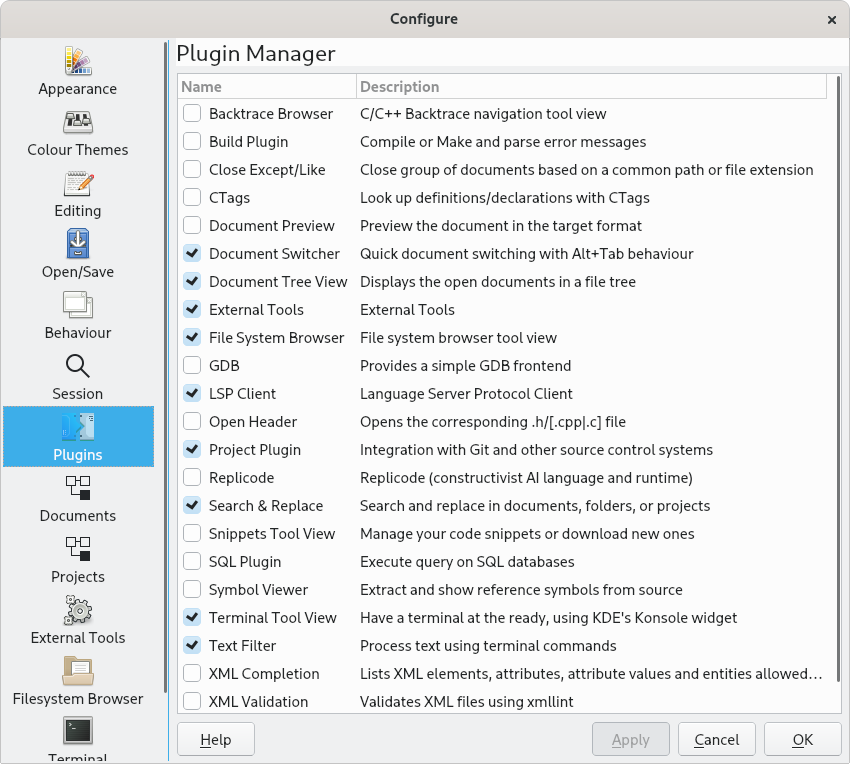 Configure
×
Appearance
Colour Themes
Editing
Open/Save
Behaviour
Session
Plugins
Documents
Projects
External Tools
Filesystem Browser
Terminal
Plugin Manager
Name Description
Backtrace Browser C/C++ Backtrace navigation tool view
Build Plugin Compile or Make and parse error messages
Close Except/Like Close group of documents based on a common path or file extension
CTags Look up definitions/declarations with CTags
Document Preview Preview the document in the target format
Document Switcher Quick document switching with Alt+Tab behaviour
Document Tree View Displays the open documents in a file tree
External Tools External Tools
File System Browser File system browser tool view
GDB Provides a simple GDB frontend
LSP Client Language Server Protocol Client
Open Header Opens the corresponding .h/[.cpp|.c] file
Project Plugin Integration with Git and other source control systems
Replicode Replicode (constructivist AI language and runtime)
Search & Replace Search and replace in documents, folders, or projects
Snippets Tool View Manage your code snippets or download new ones
SQL Plugin Execute query on SQL databases
Symbol Viewer Extract and show reference symbols from source
Terminal Tool View Have a terminal at the ready, using KDE's Konsole widget
Text Filter Process text using terminal commands
XML Completion Lists XML elements, attributes, attribute values and entities allowed…
XML Validation Validates XML files using xmllint
Help Apply Cancel OK